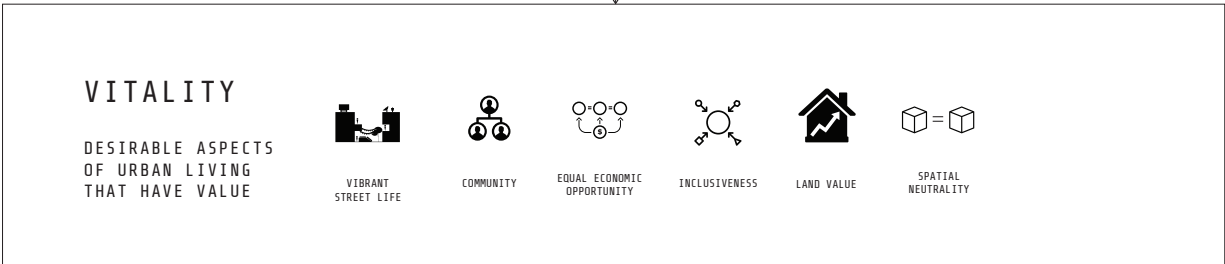 VITALITY
DESIRABLE ASPECTS
OF URBAN LIVING
THAT HAVE VALUE
VIBRANT
STREET LIFE
COMMUNITY
$
EQUAL ECONOMIC
OPPORTUNITY
INCLUSIVENESS
LAND VALUE
SPATIAL
NEUTRALITY